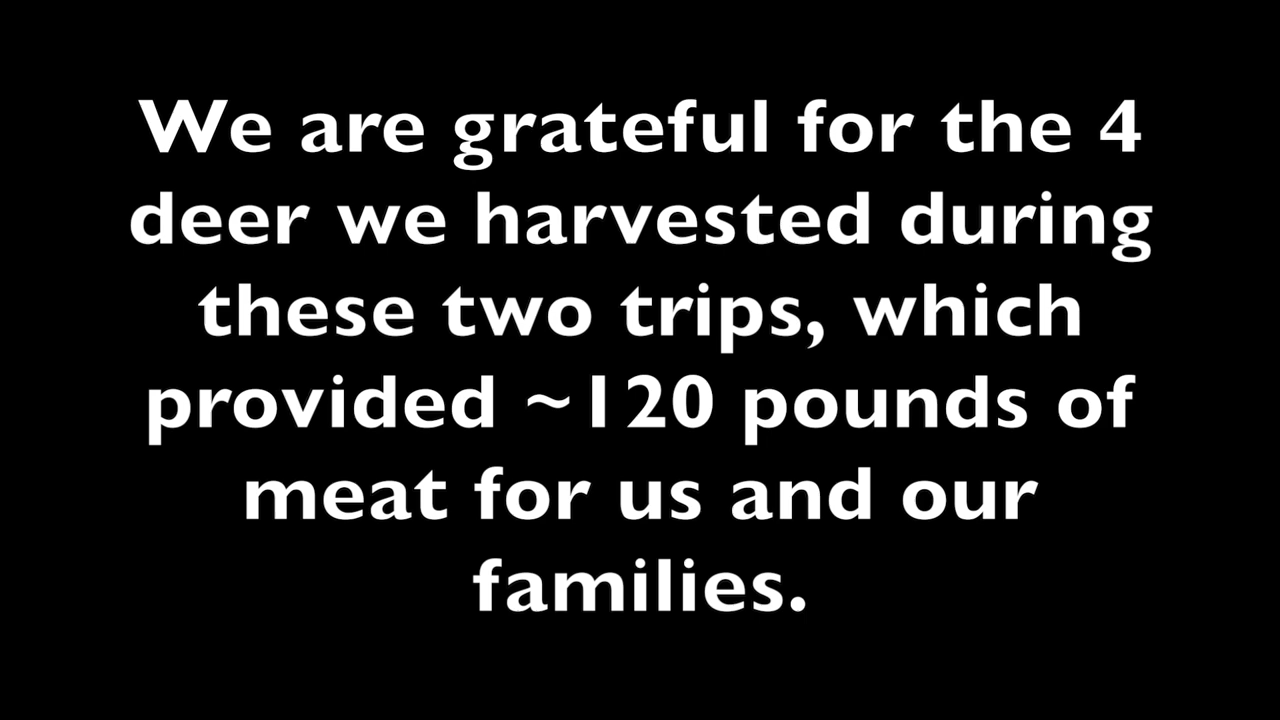 We are grateful for the 4
deer we harvested during
these two trips, which
provided ~120 pounds of
meat for us and our
families.